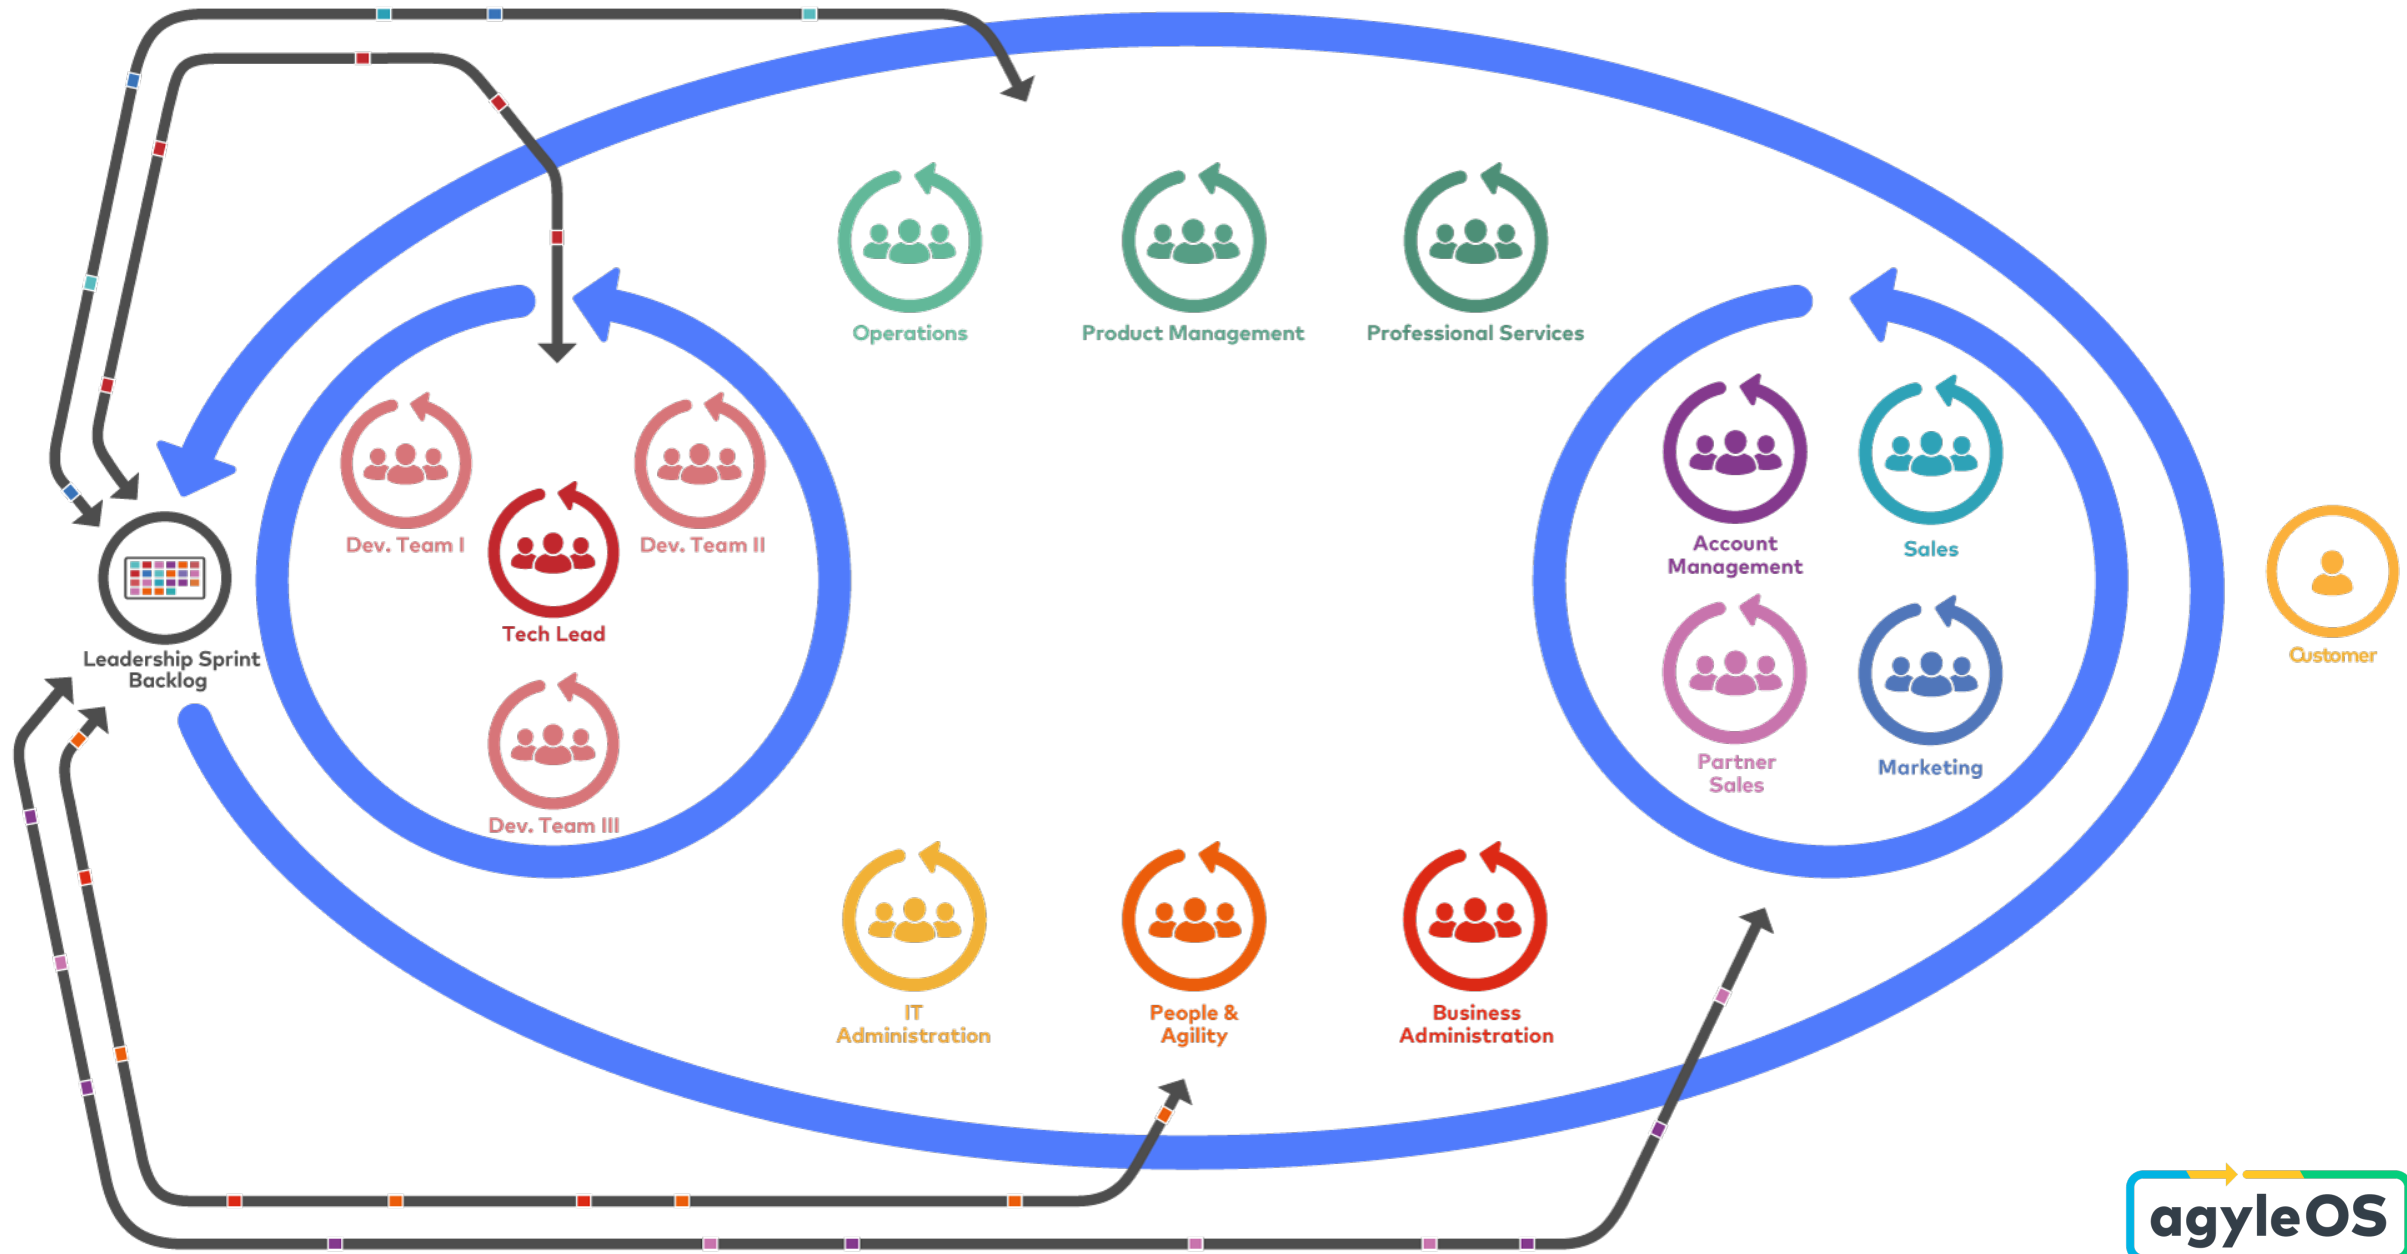 Operations
Product Management
Professional Services
Dev. Team I
Dev. Team II
Tech Lead
Dev. Team III
Leadership Sprint
Backlog
Account
Management
Sales
Partner
Sales
Marketing
Customer
IT
Administration
People &
Agility
Business
Administration
agyleOS